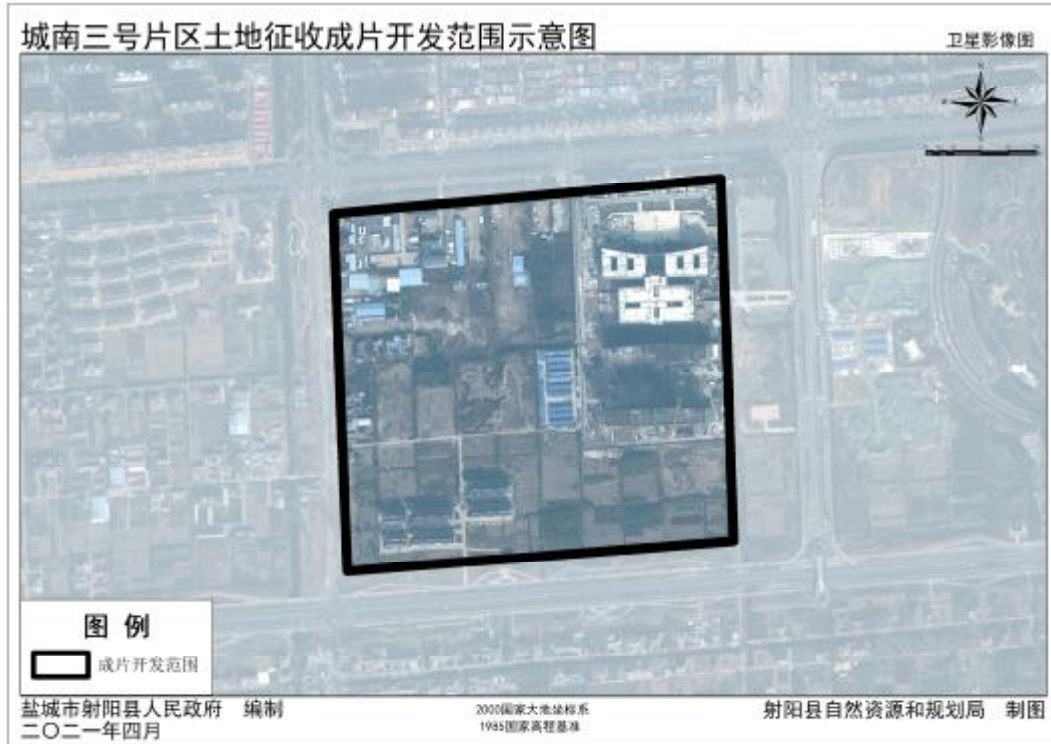 城南三号片区土地征收成片开发范围示意图
卫星影像图
图 例
成片开发范围
盐城市射阳县人民政府 编制
二〇二一年四月
2000国家大地坐标系
1985国家高程基准
射阳县自然资源和规划局 制图